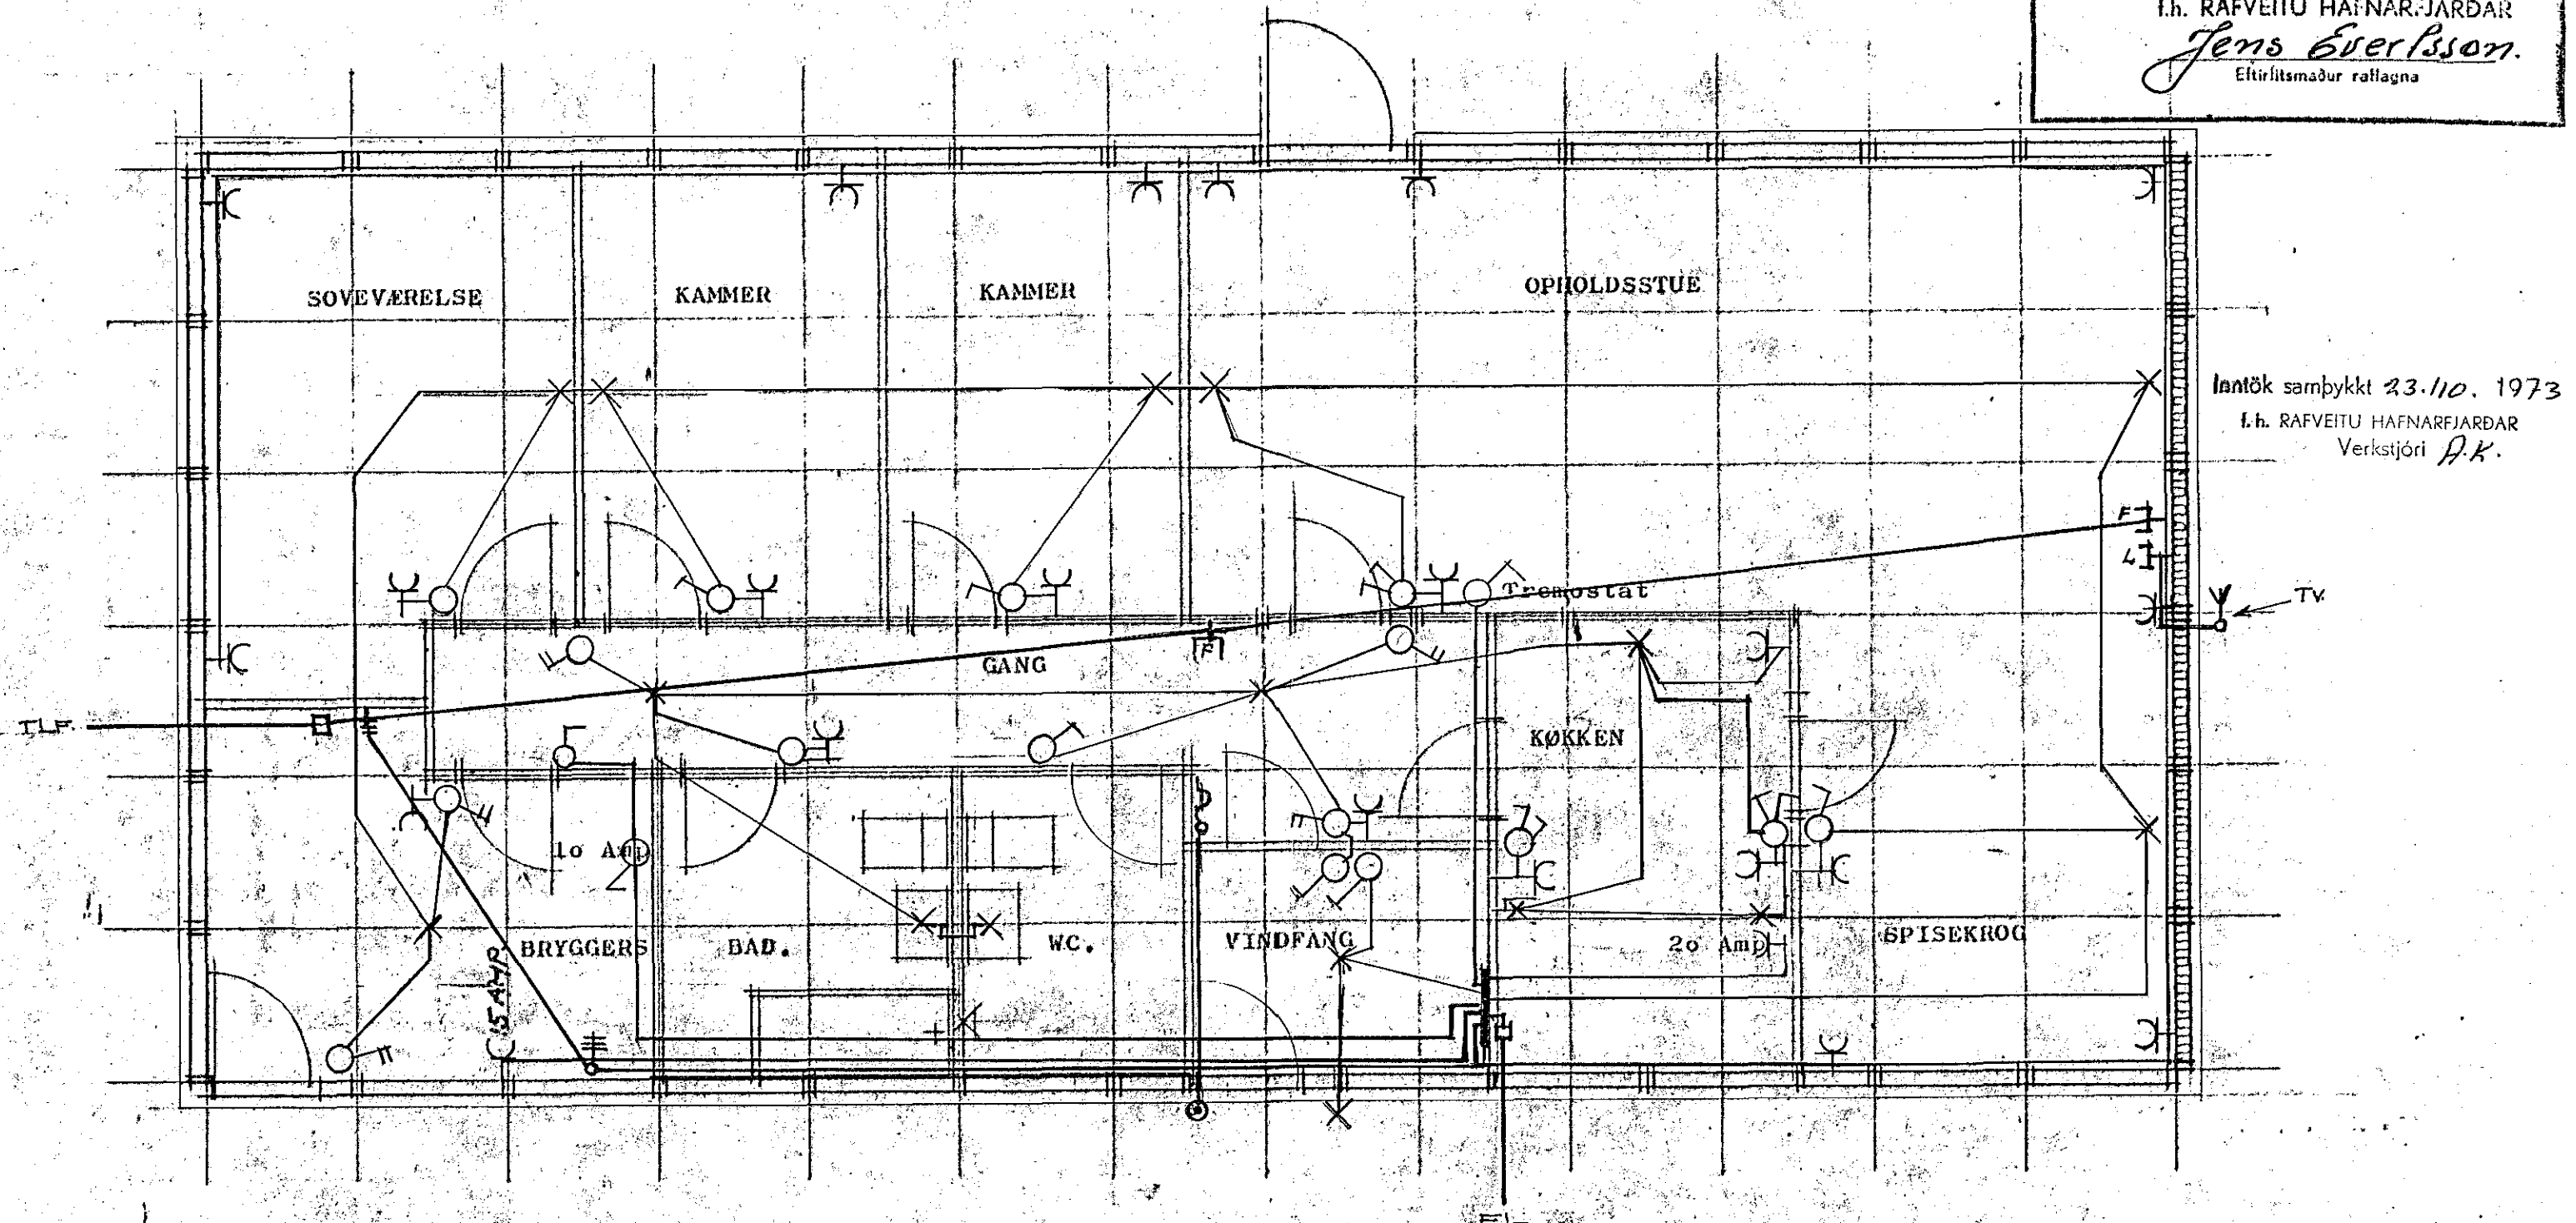 f.h. RAFVEITU HAFNARFJARÐAR
Jens Eyerlsson.
Eftirlitsmaður raflagna
SOVEVÆRELSE
KAMMER
KAMMER
OPHOLDSSTUE
Inntök samþykkt 23./10. 1973
f.h. RAFVEITU HAFNARFJARÐAR
Verkstjóri A.K.
F
L
Tremostat
TV.
GANG
F
TLF.
KØKKEN
1o Amp
BRYGGERS
BAD.
WC.
VINDFANG
2o Amp
SPISEKROG
15 AMP